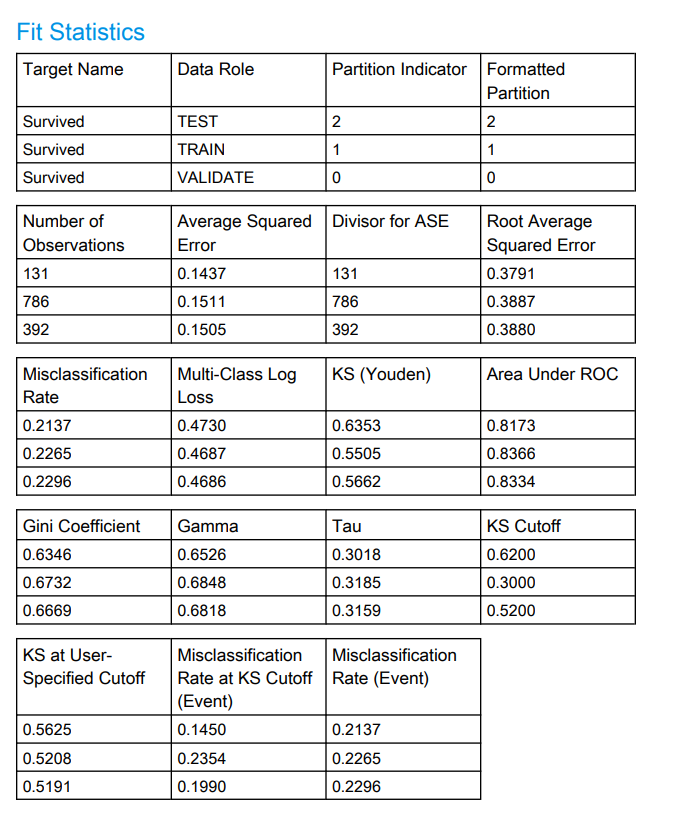 Fit Statistics
Target Name Data Role Partition Indicator Formatted
Partition
Survived TEST 2 2
Survived TRAIN 1 1
Survived VALIDATE 0 0
Number of Average Squared Divisor for ASE Root Average
Observations Error Squared Error
131 0.1437 131 0.3791
786 0.1511 786 0.3887
392 0.1505 392 0.3880
Misclassification Multi-Class Log KS (Youden) Area Under ROC
Rate Loss
0.2137 0.4730 0.6353 0.8173
0.2265 0.4687 0.5505 0.8366
0.2296 0.4686 0.5662 0.8334
Gini Coefficient Gamma Tau KS Cutoff
0.6346 0.6526 0.3018 0.6200
0.6732 0.6848 0.3185 0.3000
0.6669 0.6818 0.3159 0.5200
KS at User- Misclassification Misclassification
Specified Cutoff Rate at KS Cutoff Rate (Event)
(Event)
0.5625 0.1450 0.2137
0.5208 0.2354 0.2265
0.5191 0.1990 0.2296